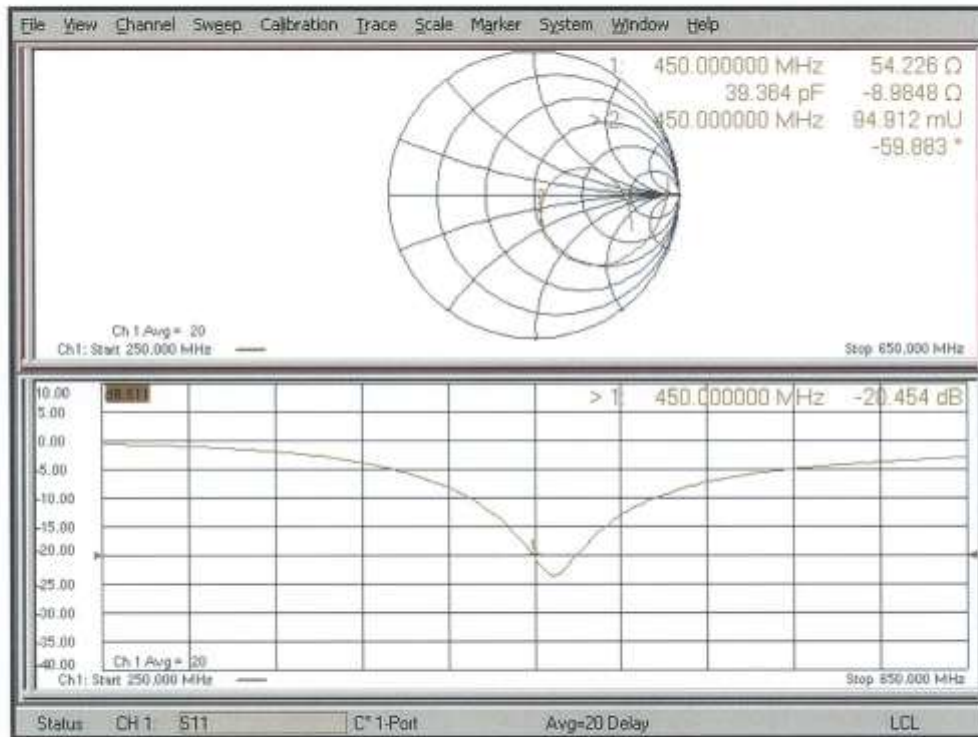 File View Channel Sweep Calibration Trace Scale Marker System Window Help
1: 450.000000 MHz 54.226 Ω
39.364 pF -8.9848 Ω
> 2: 450.000000 MHz 94.912 mU
-59.883 °
Ch 1 Avg = 20
Ch1: Start 250.000 MHz Stop 650.000 MHz
> 1: 450.000000 MHz -20.454 dB
10.00
5.00
0.00
-5.00
-10.00
-15.00
-20.00
-25.00
-30.00
-35.00
-40.00
Ch 1 Avg = 20
Ch1: Start 250.000 MHz Stop 650.000 MHz
Status CH 1: S11 C* 1-Port Avg=20 Delay LCL